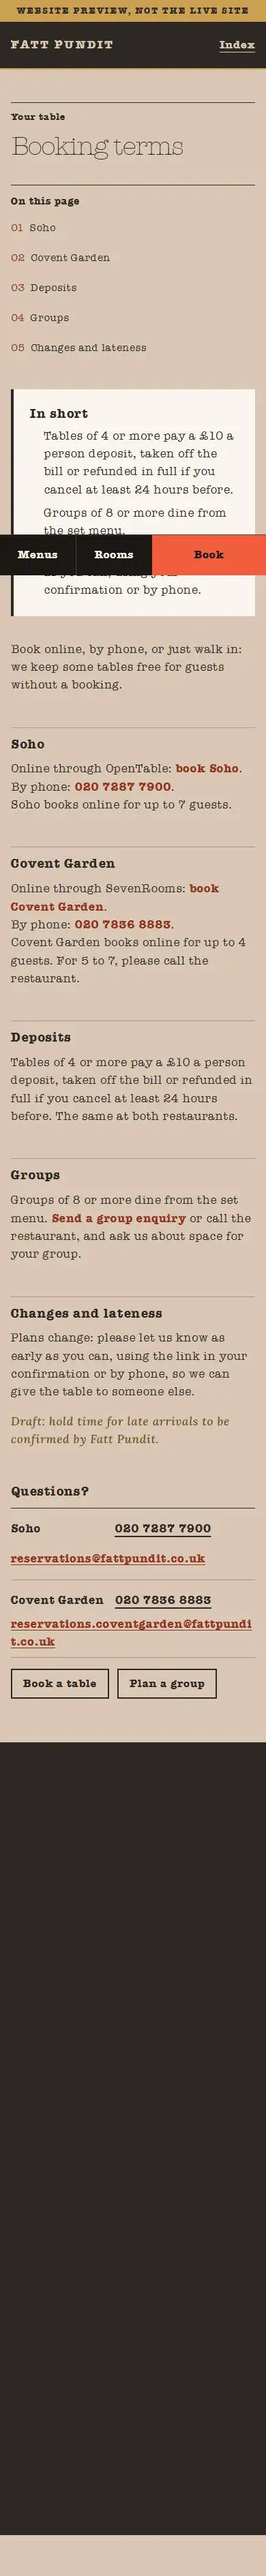 WEBSITE PREVIEW, NOT THE LIVE SITE
FATT PUNDIT
Index
Your table
Booking terms
On this page
01 Soho
02 Covent Garden
03 Deposits
04 Groups
05 Changes and lateness
In short
Tables of 4 or more pay a £10 a
person deposit, taken off the
bill or refunded in full if you
cancel at least 24 hours before.
Groups of 8 or more dine from
the set menu.
Menus
Rooms
Book
confirmation or by phone.
Book online, by phone, or just walk in:
we keep some tables free for guests
without a booking.
Soho
Online through OpenTable: book Soho.
By phone: 020 7287 7900.
Soho books online for up to 7 guests.
Covent Garden
Online through SevenRooms: book
Covent Garden.
By phone: 020 7836 8883.
Covent Garden books online for up to 4
guests. For 5 to 7, please call the
restaurant.
Deposits
Tables of 4 or more pay a £10 a person
deposit, taken off the bill or refunded in
full if you cancel at least 24 hours
before. The same at both restaurants.
Groups
Groups of 8 or more dine from the set
menu. Send a group enquiry or call the
restaurant, and ask us about space for
your group.
Changes and lateness
Plans change: please let us know as
early as you can, using the link in your
confirmation or by phone, so we can
give the table to someone else.
Draft: hold time for late arrivals to be
confirmed by Fatt Pundit.
Questions?
Soho 020 7287 7900
reservations@fattpundit.co.uk
Covent Garden 020 7836 8883
reservations.coventgarden@fattpundi
t.co.uk
Book a table
Plan a group